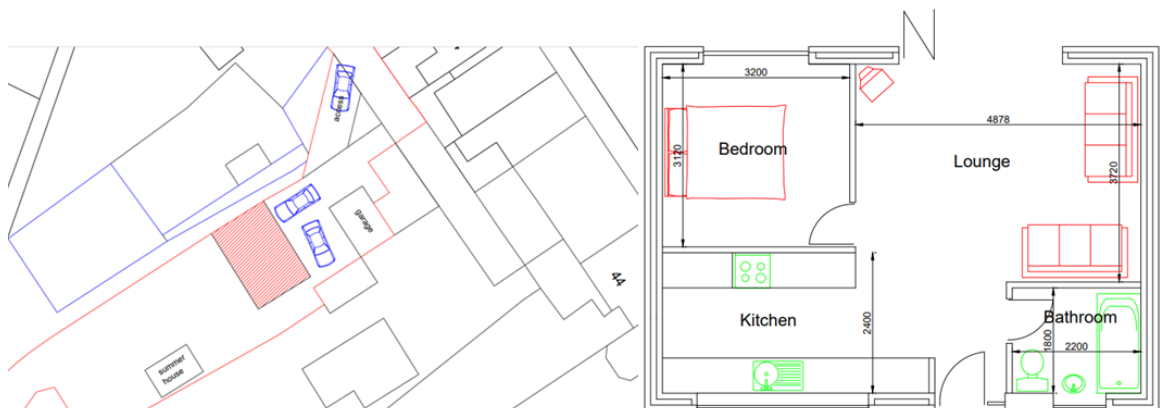 access
garage
44
summer
house
3200
3120
Bedroom
4878
Lounge
3720
Kitchen
2400
Bathroom
1800
2200